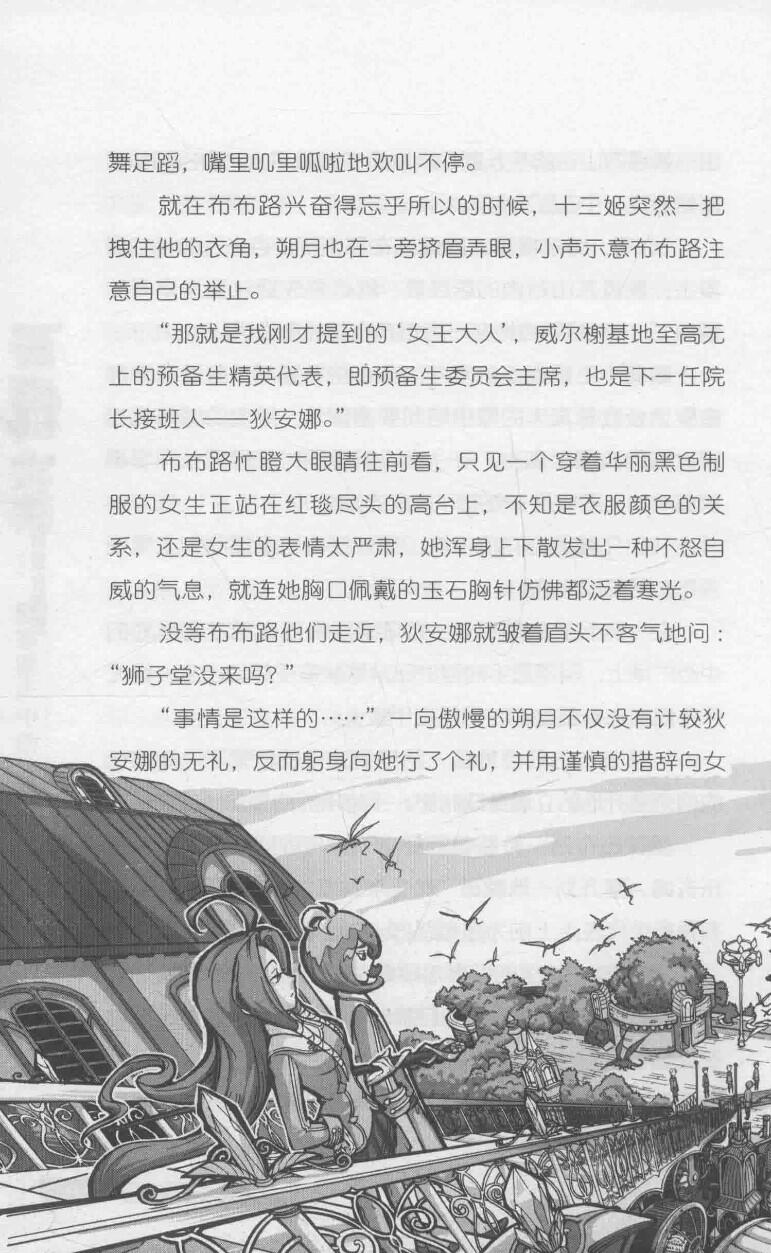 舞足蹈，嘴里叽里呱啦地欢叫不停。
就在布布路兴奋得忘乎所以的时候，十三姬突然一把
拽住他的衣角，朔月也在一旁挤眉弄眼，小声示意布布路注
意自己的举止。
“那就是我刚才提到的‘女王大人’，威尔榭基地至高无
上的预备生精英代表，即预备生委员会主席，也是下一任院
长接班人——狄安娜。”
布布路忙瞪大眼睛往前看，只见一个穿着华丽黑色制
服的女生正站在红毯尽头的高台上，不知是衣服颜色的关
系，还是女生的表情太严肃，她浑身上下散发出一种不怒自
威的气息，就连她胸口佩戴的玉石胸针仿佛都泛着寒光。
没等布布路他们走近，狄安娜就皱着眉头不客气地问：
“狮子堂没来吗？”
“事情是这样的……”一向傲慢的朔月不仅没有计较狄
安娜的无礼，反而躬身向她行了个礼，并用谨慎的措辞向女